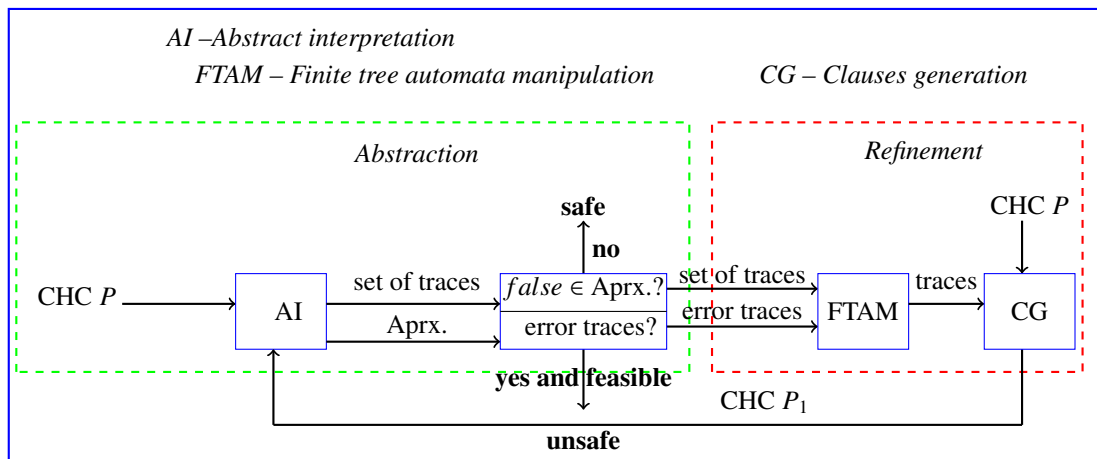 AI –Abstract interpretation
FTAM – Finite tree automata manipulation
CG – Clauses generation
Abstraction
Refinement
safe
no
CHC P
CHC P
AI
set of traces
Aprx.
false ∈ Aprx.?
error traces?
set of traces
error traces
FTAM
traces
CG
yes and feasible
CHC P₁
unsafe